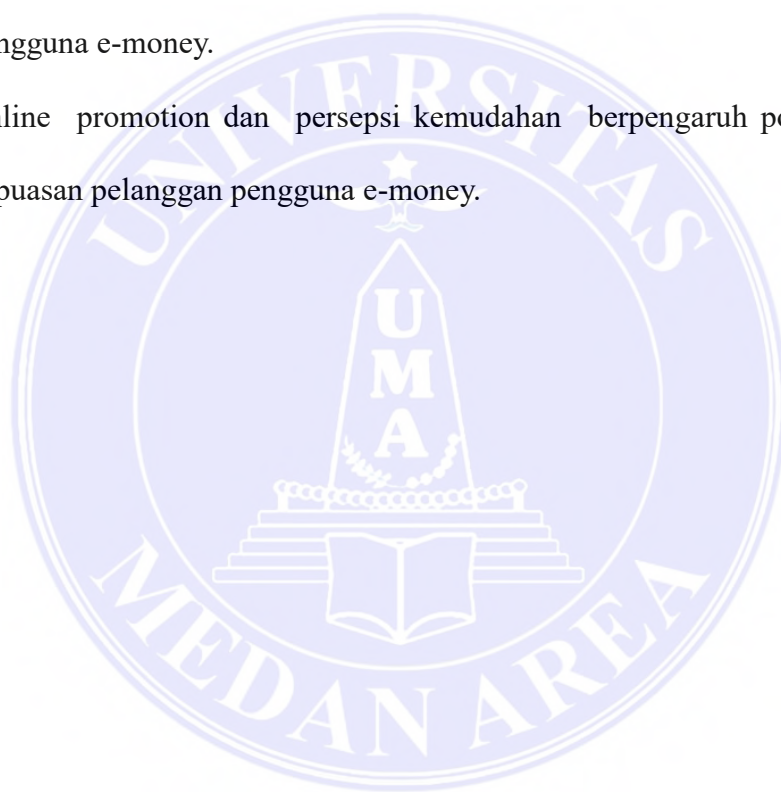 ngguna e-money.
line promotion dan persepsi kemudahan berpengaruh po
puasan pelanggan pengguna e-money.
UNIVERSITAS
UMA
MEDAN AREA